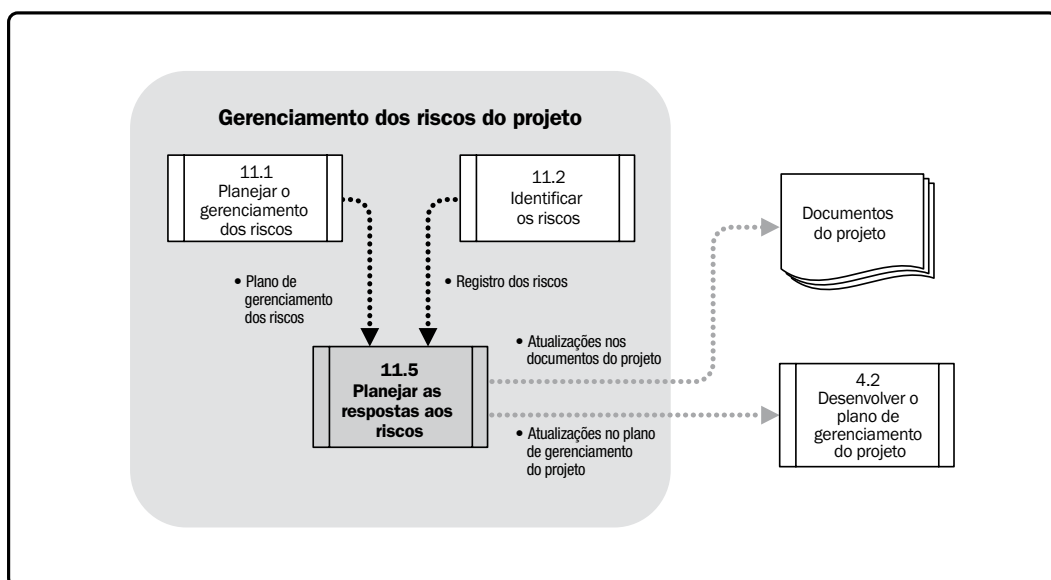 Gerenciamento dos riscos do projeto
11.1
Planejar o
gerenciamento
dos riscos
11.2
Identificar
os riscos
Documentos
do projeto
• Plano de
gerenciamento
dos riscos
• Registro dos riscos
• Atualizações nos
documentos do projeto
11.5
Planejar as
respostas aos
riscos
4.2
Desenvolver o
plano de
gerenciamento
do projeto
• Atualizações no plano
de gerenciamento
do projeto